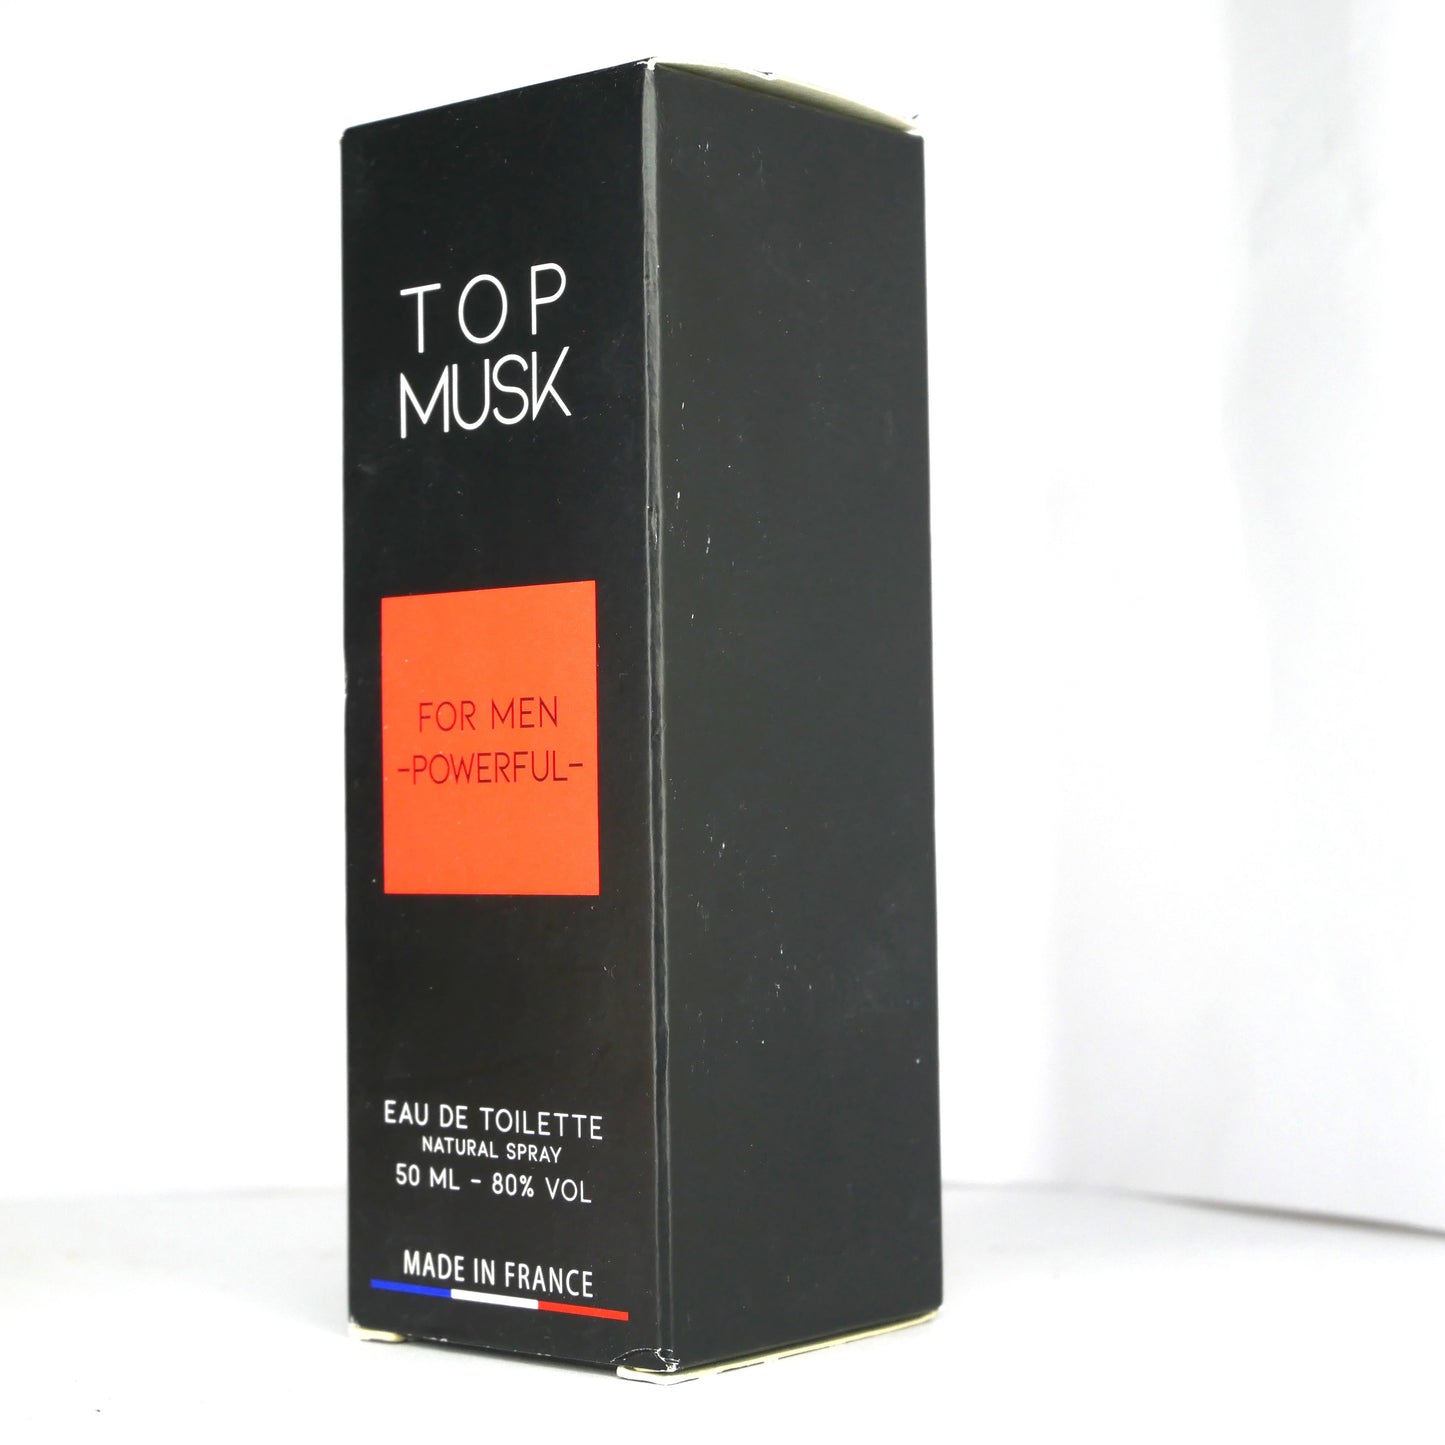 TOP
MUSK
FOR MEN
-POWERFUL-
EAU DE TOILETTE
NATURAL SPRAY
50 ML - 80% VOL
MADE IN FRANCE